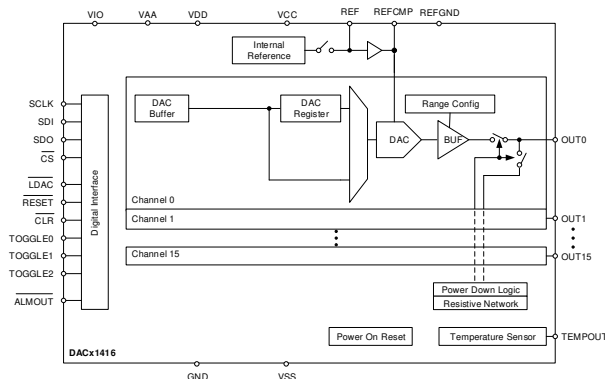 VIO VAA VDD VCC REF REFCMP REFGND
Internal
Reference
SCLK
SDI
SDO
CS
LDAC
RESET
CLR
TOGGLE0
TOGGLE1
TOGGLE2
ALMOUT
Digital Interface
DAC
Buffer
DAC
Register
DAC
Range Config
BUF
OUT0
Channel 0
Channel 1
OUT1
Channel 15
OUT15
Power Down Logic
Resistive Network
Power On Reset
Temperature Sensor
TEMPOUT
DACx1416
GND VSS